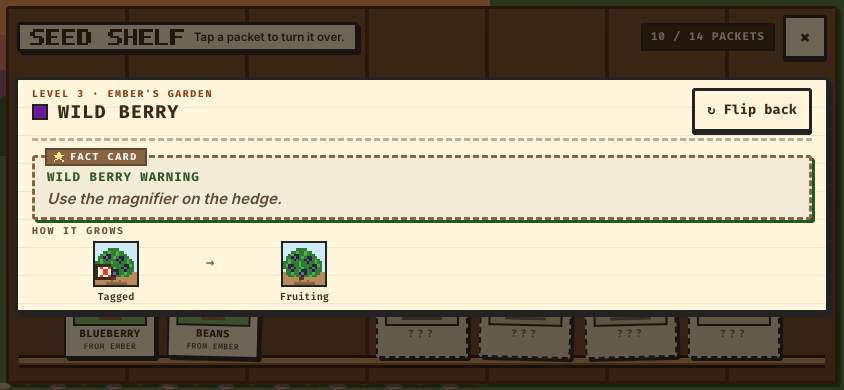 SEED SHELF
Tap a packet to turn it over.
10 / 14 PACKETS
×
LEVEL 3 · EMBER'S GARDEN
WILD BERRY
↻ Flip back
FACT CARD
WILD BERRY WARNING
Use the magnifier on the hedge.
HOW IT GROWS
→
Tagged
Fruiting
BLUEBERRY
FROM EMBER
BEANS
FROM EMBER
???
???
???
???